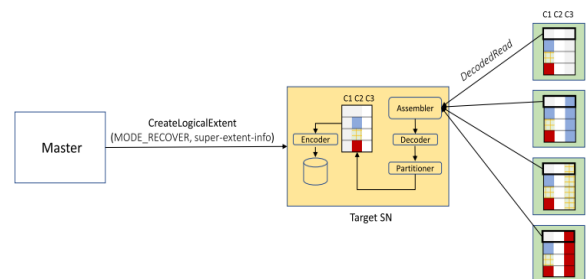 C1 C2 C3
DecodedRead
CreateLogicalExtent
(MODE_RECOVER, super-extent-info)
Master
C1 C2 C3
Assembler
Encoder
Decoder
Partitioner
Target SN